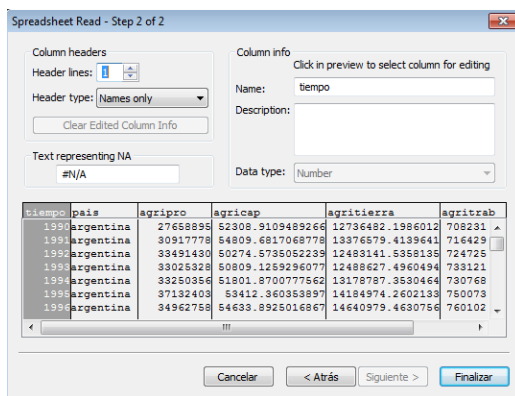 Spreadsheet Read - Step 2 of 2
Column headers
Header lines: 1
Header type: Names only
Clear Edited Column Info
Text representing NA
#N/A
Column info
Click in preview to select column for editing
Name: tiempo
Description:
Data type: Number
tiempo pais agripro agricap agritierra agritrab
1990 argentina 27658895 52308.9109489266 12736482.1986012 708231
1991 argentina 30917778 54809.6817068778 13376579.4139641 716429
1992 argentina 33491430 50274.5735052239 12483141.5358135 724725
1993 argentina 33025328 50809.1259296077 12488627.4960494 733121
1994 argentina 33250356 51801.8700777562 13178787.3530464 730768
1995 argentina 37132403 53412.360353897 14184974.2602133 750073
1996 argentina 34962758 54633.8925016867 14640979.4630756 760102
Cancelar < Atrás Siguiente > Finalizar